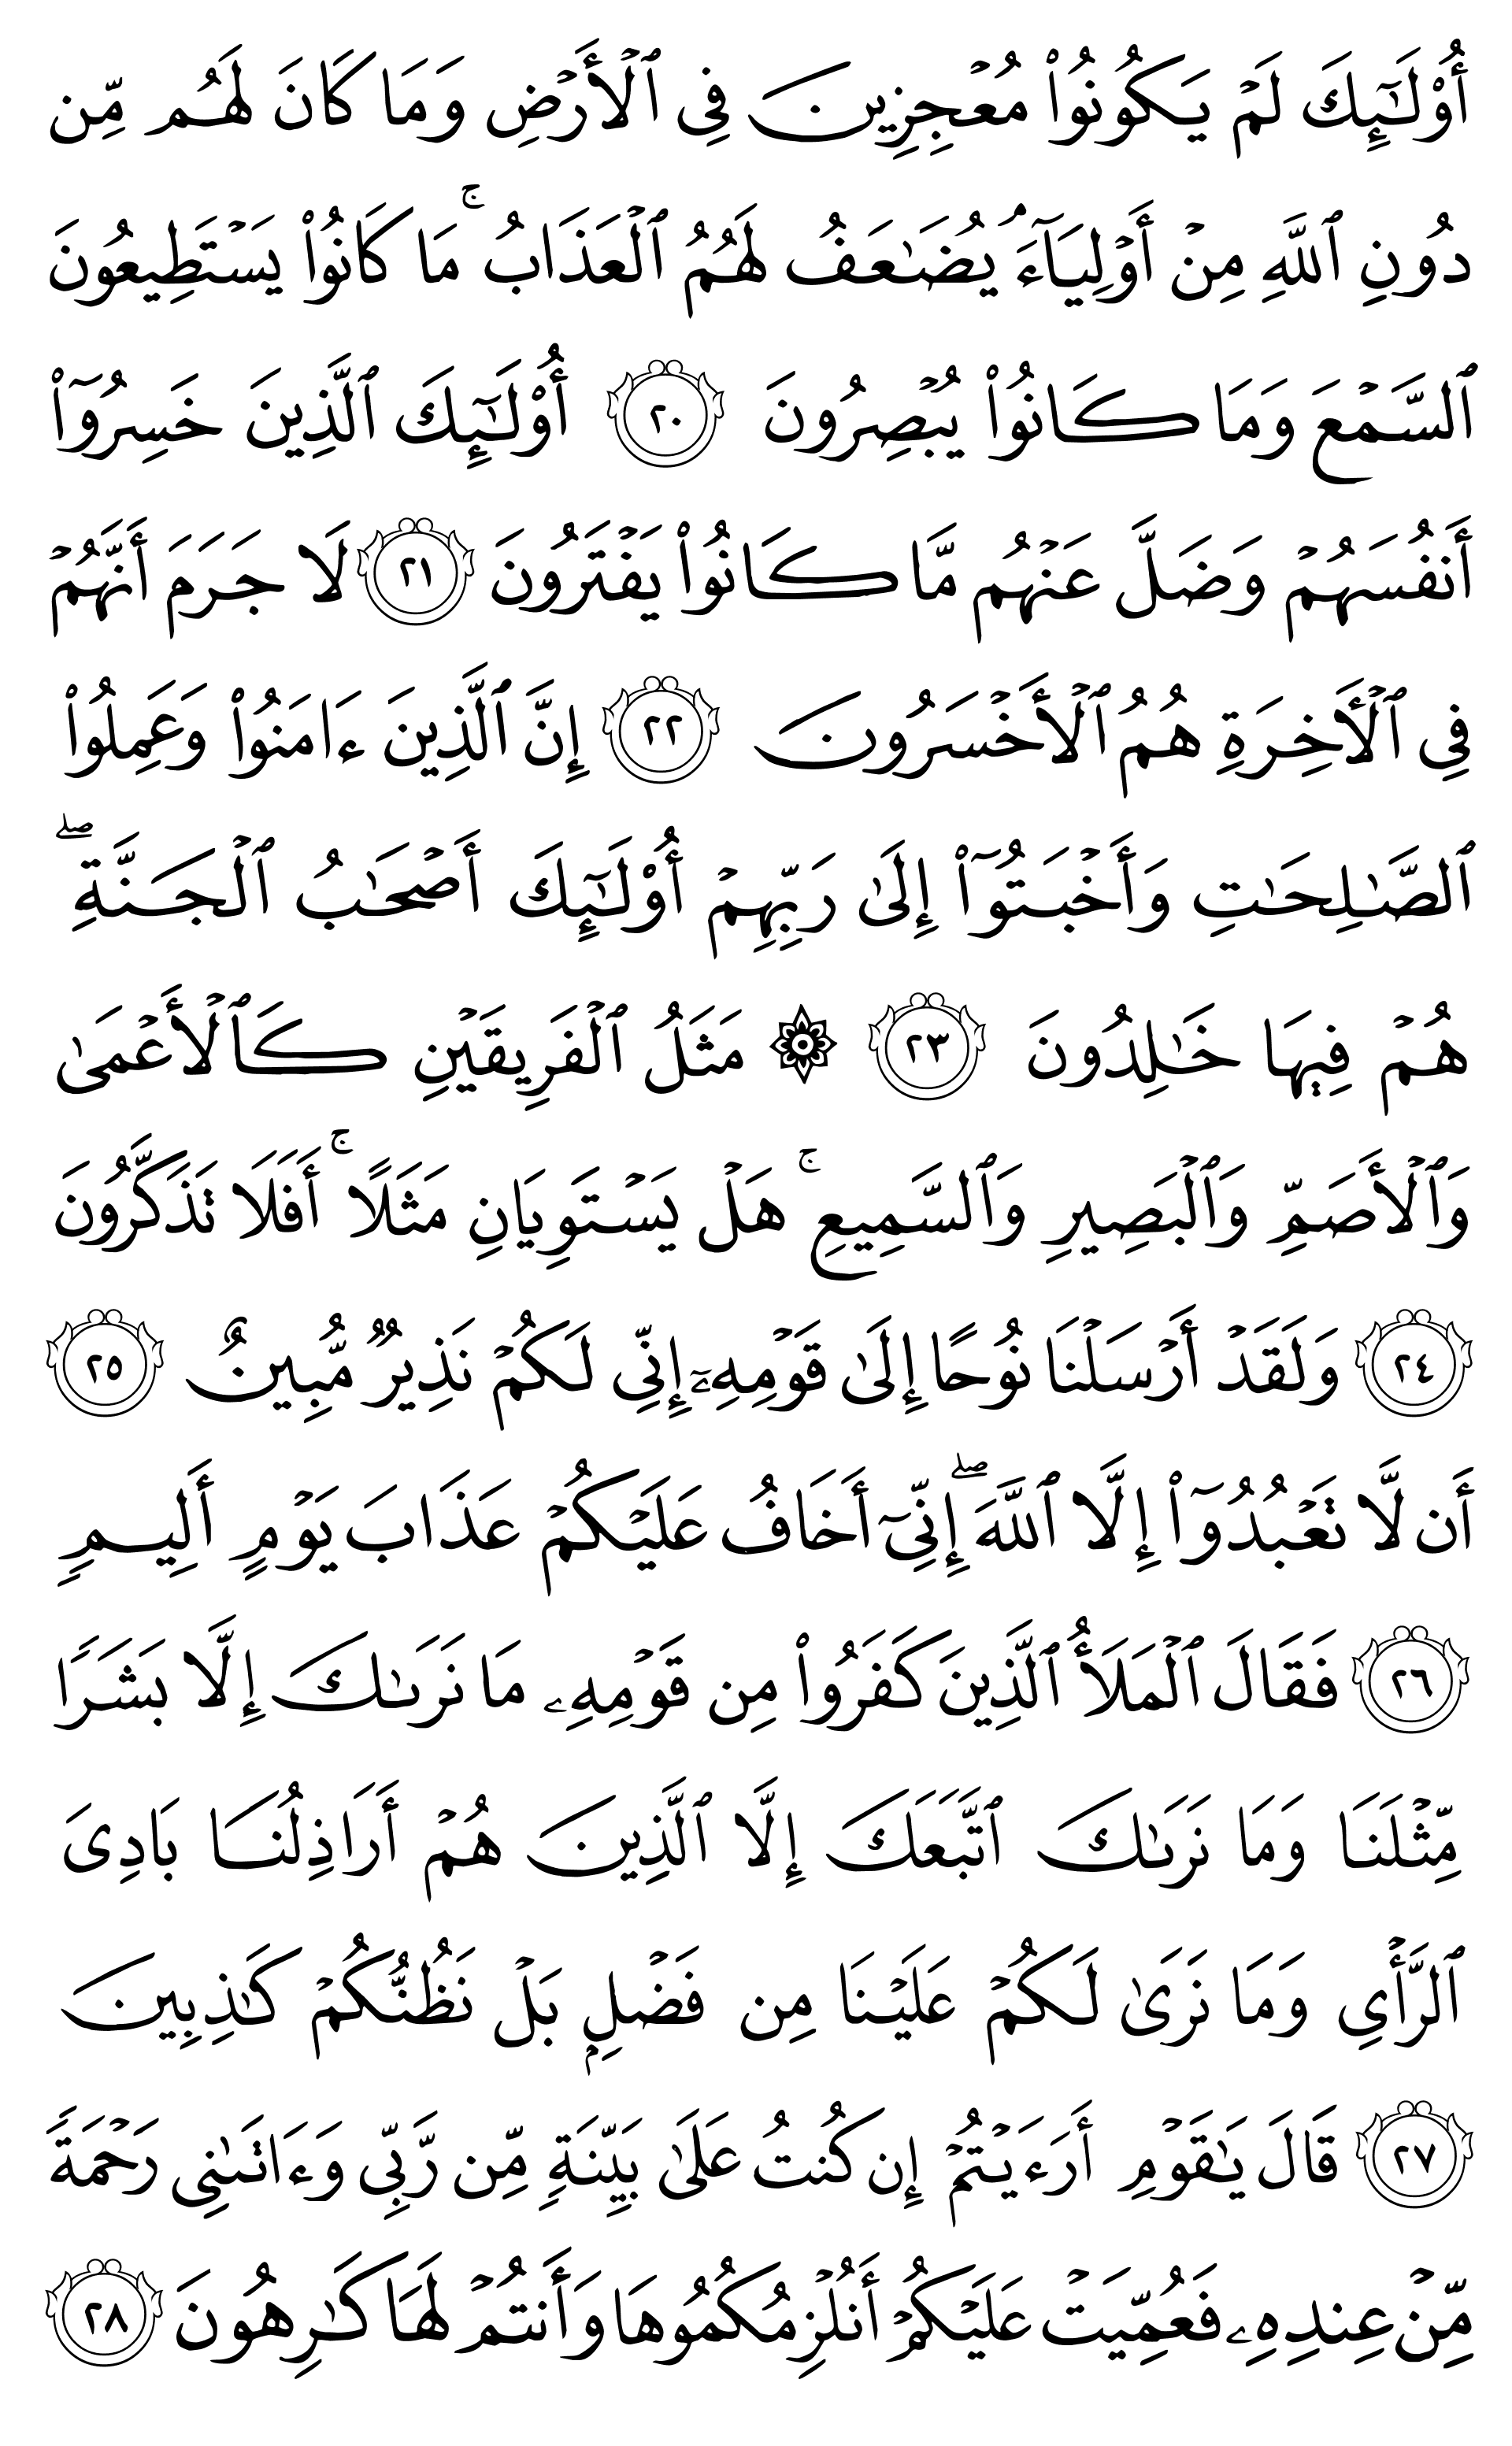 أُوْلَـٰٓئِكَ لَمْ يَكُونُوا۟ مُعْجِزِينَ فِى ٱلْأَرْضِ وَمَا كَانَ لَهُم مِّن
دُونِ ٱللَّهِ مِنْ أَوْلِيَآءَ ۘ يُضَـٰعَفُ لَهُمُ ٱلْعَذَابُ ۚ مَا كَانُوا۟ يَسْتَطِيعُونَ
ٱلسَّمْعَ وَمَا كَانُوا۟ يُبْصِرُونَ ٢٠ أُوْلَـٰٓئِكَ ٱلَّذِينَ خَسِرُوٓا۟
أَنفُسَهُمْ وَضَلَّ عَنْهُم مَّا كَانُوا۟ يَفْتَرُونَ ٢١ لَا جَرَمَ أَنَّهُمْ
فِى ٱلْـَٔاخِرَةِ هُمُ ٱلْأَخْسَرُونَ ٢٢ إِنَّ ٱلَّذِينَ ءَامَنُوا۟ وَعَمِلُوا۟
ٱلصَّـٰلِحَـٰتِ وَأَخْبَتُوٓا۟ إِلَىٰ رَبِّهِمْ أُوْلَـٰٓئِكَ أَصْحَـٰبُ ٱلْجَنَّةِ ۖ
هُمْ فِيهَا خَـٰلِدُونَ ٢٣ ۞ مَثَلُ ٱلْفَرِيقَيْنِ كَٱلْأَعْمَىٰ
وَٱلْأَصَمِّ وَٱلْبَصِيرِ وَٱلسَّمِيعِ ۚ هَلْ يَسْتَوِيَانِ مَثَلًا ۚ أَفَلَا تَذَكَّرُونَ
٢٤ وَلَقَدْ أَرْسَلْنَا نُوحًا إِلَىٰ قَوْمِهِۦٓ إِنِّى لَكُمْ نَذِيرٌ مُّبِينٌ ٢٥
أَن لَّا تَعْبُدُوٓا۟ إِلَّا ٱللَّهَ ۖ إِنِّىٓ أَخَافُ عَلَيْكُمْ عَذَابَ يَوْمٍ أَلِيمٍ
٢٦ فَقَالَ ٱلْمَلَأُ ٱلَّذِينَ كَفَرُوا۟ مِن قَوْمِهِۦ مَا نَرَىٰكَ إِلَّا بَشَرًا
مِّثْلَنَا وَمَا نَرَىٰكَ ٱتَّبَعَكَ إِلَّا ٱلَّذِينَ هُمْ أَرَاذِلُنَا بَادِىَ
ٱلرَّأْىِ وَمَا نَرَىٰ لَكُمْ عَلَيْنَا مِن فَضْلٍۭ بَلْ نَظُنُّكُمْ كَـٰذِبِينَ
٢٧ قَالَ يَـٰقَوْمِ أَرَءَيْتُمْ إِن كُنتُ عَلَىٰ بَيِّنَةٍ مِّن رَّبِّى وَءَاتَىٰنِى رَحْمَةً
مِّنْ عِندِهِۦ فَعُمِّيَتْ عَلَيْكُمْ أَنُلْزِمُكُمُوهَا وَأَنتُمْ لَهَا كَـٰرِهُونَ ٢٨